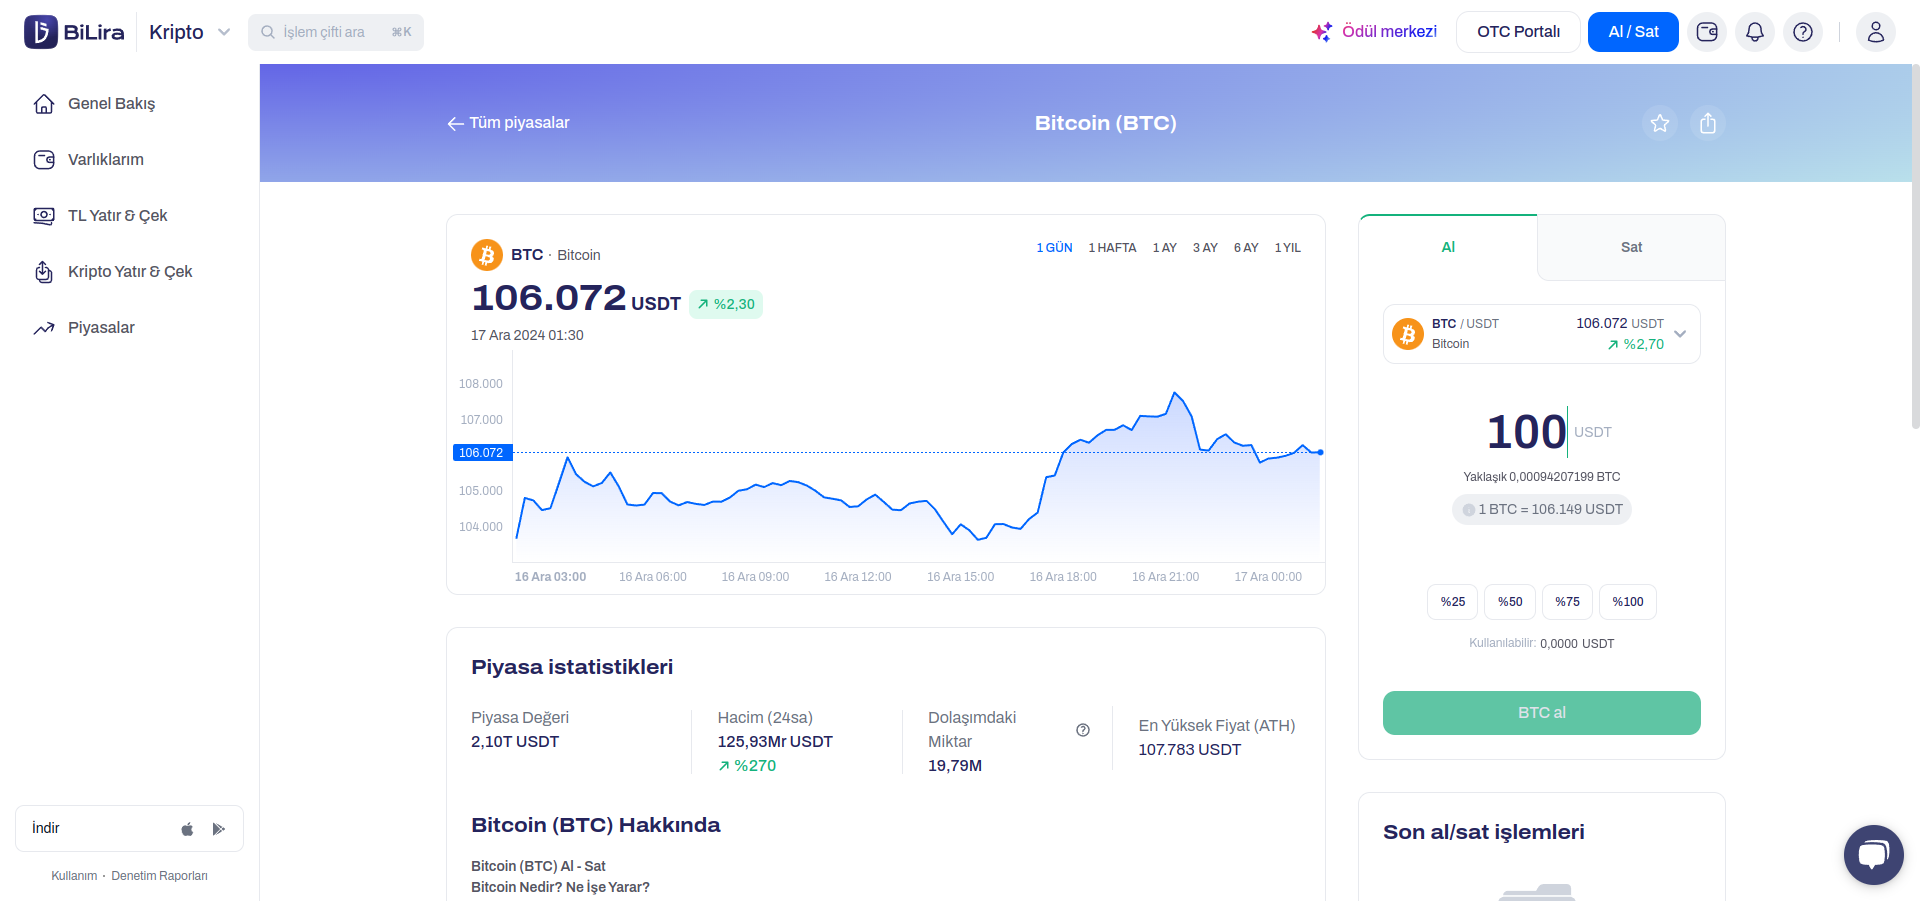 BiLira
Kripto
İşlem çifti ara
⌘K
Ödül merkezi
OTC Portalı
Al / Sat
Genel Bakış
Varlıklarım
TL Yatır & Çek
Kripto Yatır & Çek
Piyasalar
İndir
Kullanım · Denetim Raporları
Tüm piyasalar
Bitcoin (BTC)
BTC · Bitcoin
1 GÜN 1 HAFTA 1 AY 3 AY 6 AY 1 YIL
106.072 USDT %2,30
17 Ara 2024 01:30
108.000
107.000
106.072
105.000
104.000
16 Ara 03:00 16 Ara 06:00 16 Ara 09:00 16 Ara 12:00 16 Ara 15:00 16 Ara 18:00 16 Ara 21:00 17 Ara 00:00
Piyasa istatistikleri
Piyasa Değeri
2,10T USDT
Hacim (24sa)
125,93Mr USDT
%270
Dolaşımdaki
Miktar
19,79M
En Yüksek Fiyat (ATH)
107.783 USDT
Bitcoin (BTC) Hakkında
Bitcoin (BTC) Al - Sat
Bitcoin Nedir? Ne İşe Yarar?
Al
Sat
BTC / USDT 106.072 USDT
Bitcoin %2,70
100 USDT
Yaklaşık 0,00094207199 BTC
1 BTC = 106.149 USDT
%25 %50 %75 %100
Kullanılabilir: 0,0000 USDT
BTC al
Son al/sat işlemleri